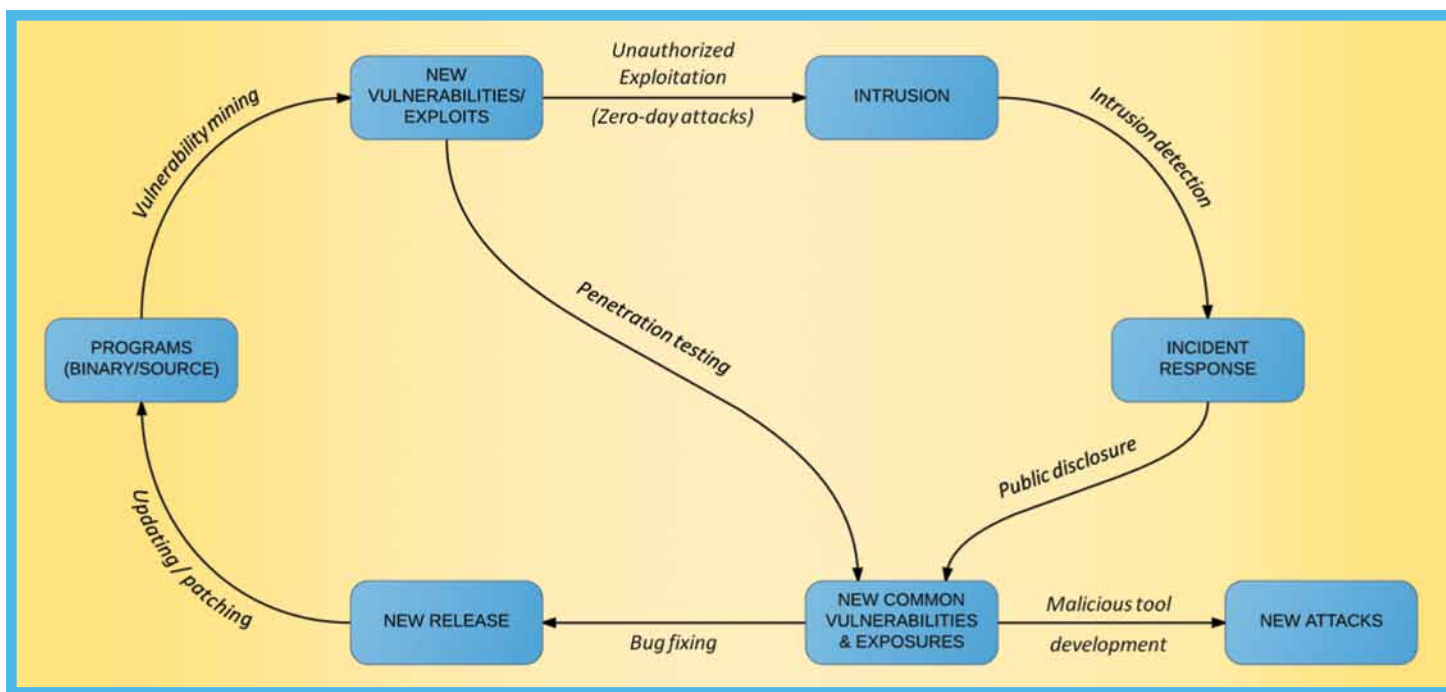 NEW
VULNERABILITIES/
EXPLOITS
Unauthorized
Exploitation
(Zero-day attacks)
INTRUSION
Vulnerability mining
Intrusion detection
Penetration testing
PROGRAMS
(BINARY/SOURCE)
INCIDENT
RESPONSE
Public disclosure
Updating / patching
NEW RELEASE
Bug fixing
NEW COMMON
VULNERABILITIES
& EXPOSURES
Malicious tool
development
NEW ATTACKS